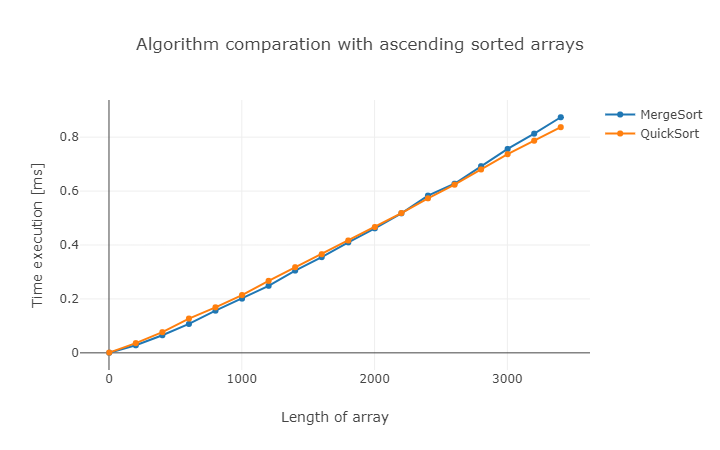 Algorithm comparation with ascending sorted arrays
MergeSort
QuickSort
Time execution [ms]
0.8
0.6
0.4
0.2
0
0
1000
2000
3000
Length of array